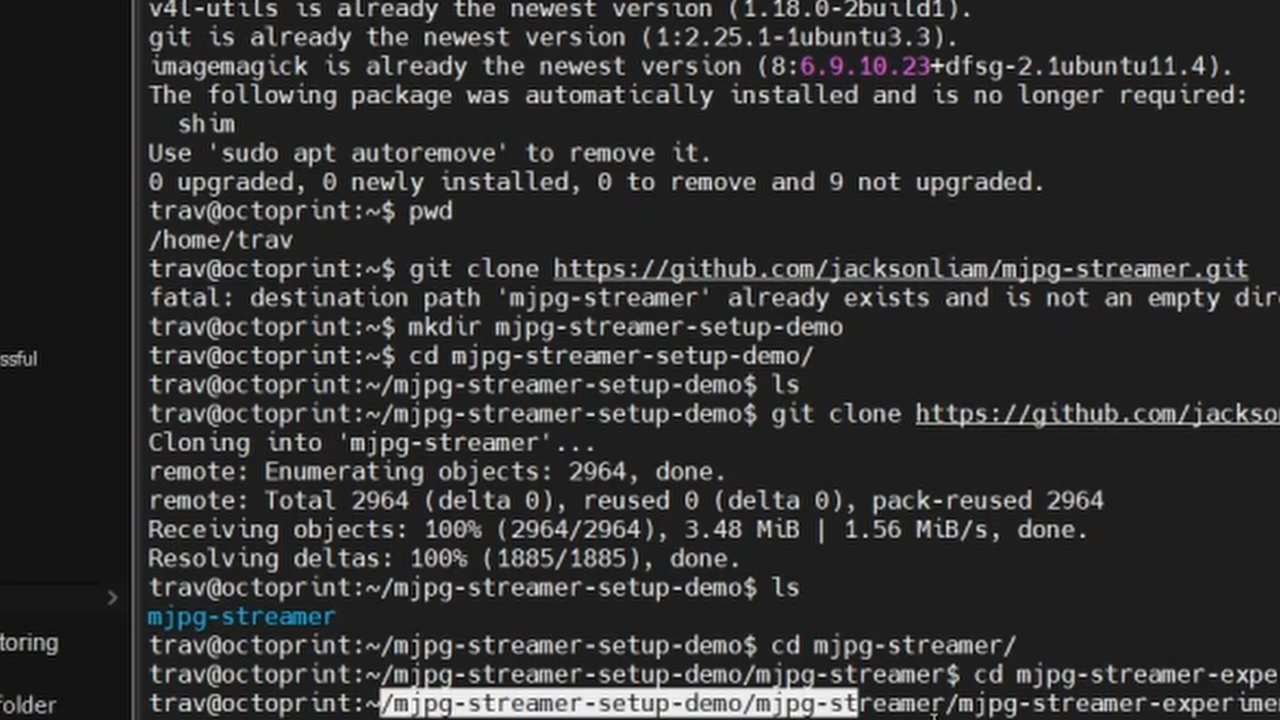 v4l-utils is already the newest version (1.18.0-2build1).
git is already the newest version (1:2.25.1-1ubuntu3.3).
imagemagick is already the newest version (8:6.9.10.23+dfsg-2.1ubuntu11.4).
The following package was automatically installed and is no longer required:
shim
Use 'sudo apt autoremove' to remove it.
0 upgraded, 0 newly installed, 0 to remove and 9 not upgraded.
trav@octoprint:~$ pwd
/home/trav
trav@octoprint:~$ git clone https://github.com/jacksonliam/mjpg-streamer.git
fatal: destination path 'mjpg-streamer' already exists and is not an empty dir
trav@octoprint:~$ mkdir mjpg-streamer-setup-demo
trav@octoprint:~$ cd mjpg-streamer-setup-demo/
ssful
trav@octoprint:~/mjpg-streamer-setup-demo$ ls
trav@octoprint:~/mjpg-streamer-setup-demo$ git clone https://github.com/jackso
Cloning into 'mjpg-streamer'...
remote: Enumerating objects: 2964, done.
remote: Total 2964 (delta 0), reused 0 (delta 0), pack-reused 2964
Receiving objects: 100% (2964/2964), 3.48 MiB | 1.56 MiB/s, done.
Resolving deltas: 100% (1885/1885), done.
trav@octoprint:~/mjpg-streamer-setup-demo$ ls
mjpg-streamer
toring
trav@octoprint:~/mjpg-streamer-setup-demo$ cd mjpg-streamer/
trav@octoprint:~/mjpg-streamer-setup-demo/mjpg-streamer$ cd mjpg-streamer-expe
folder
trav@octoprint:~/mjpg-streamer-setup-demo/mjpg-streamer/mjpg-streamer-experime